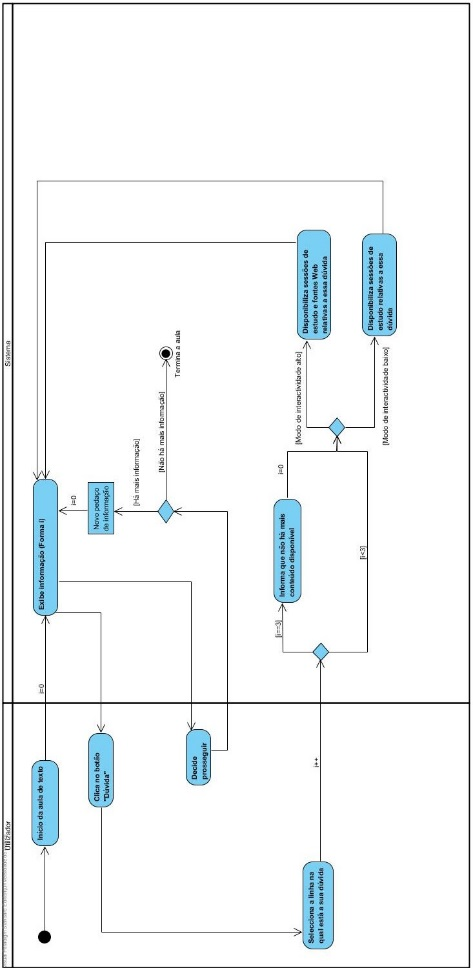 Utilizador
Sistema
Início da aula de texto
i=0
Exibe informação (Forma i)
Clica no botão
"Dúvida"
i=0
Novo pedaço
de informação
[Há mais informação]
[Não há mais informação]
Termina a aula
Decide
prosseguir
Selecciona a linha na
qual está a sua dúvida
i++
[i==3]
[i<3]
Informa que não há mais
conteúdo disponível
i=0
[Modo de interactividade alto]
[Modo de interactividade baixo]
Disponibiliza sessões de
estudo e fontes Web
relativas a essa dúvida
Disponibiliza sessões de
estudo relativas a essa
dúvida